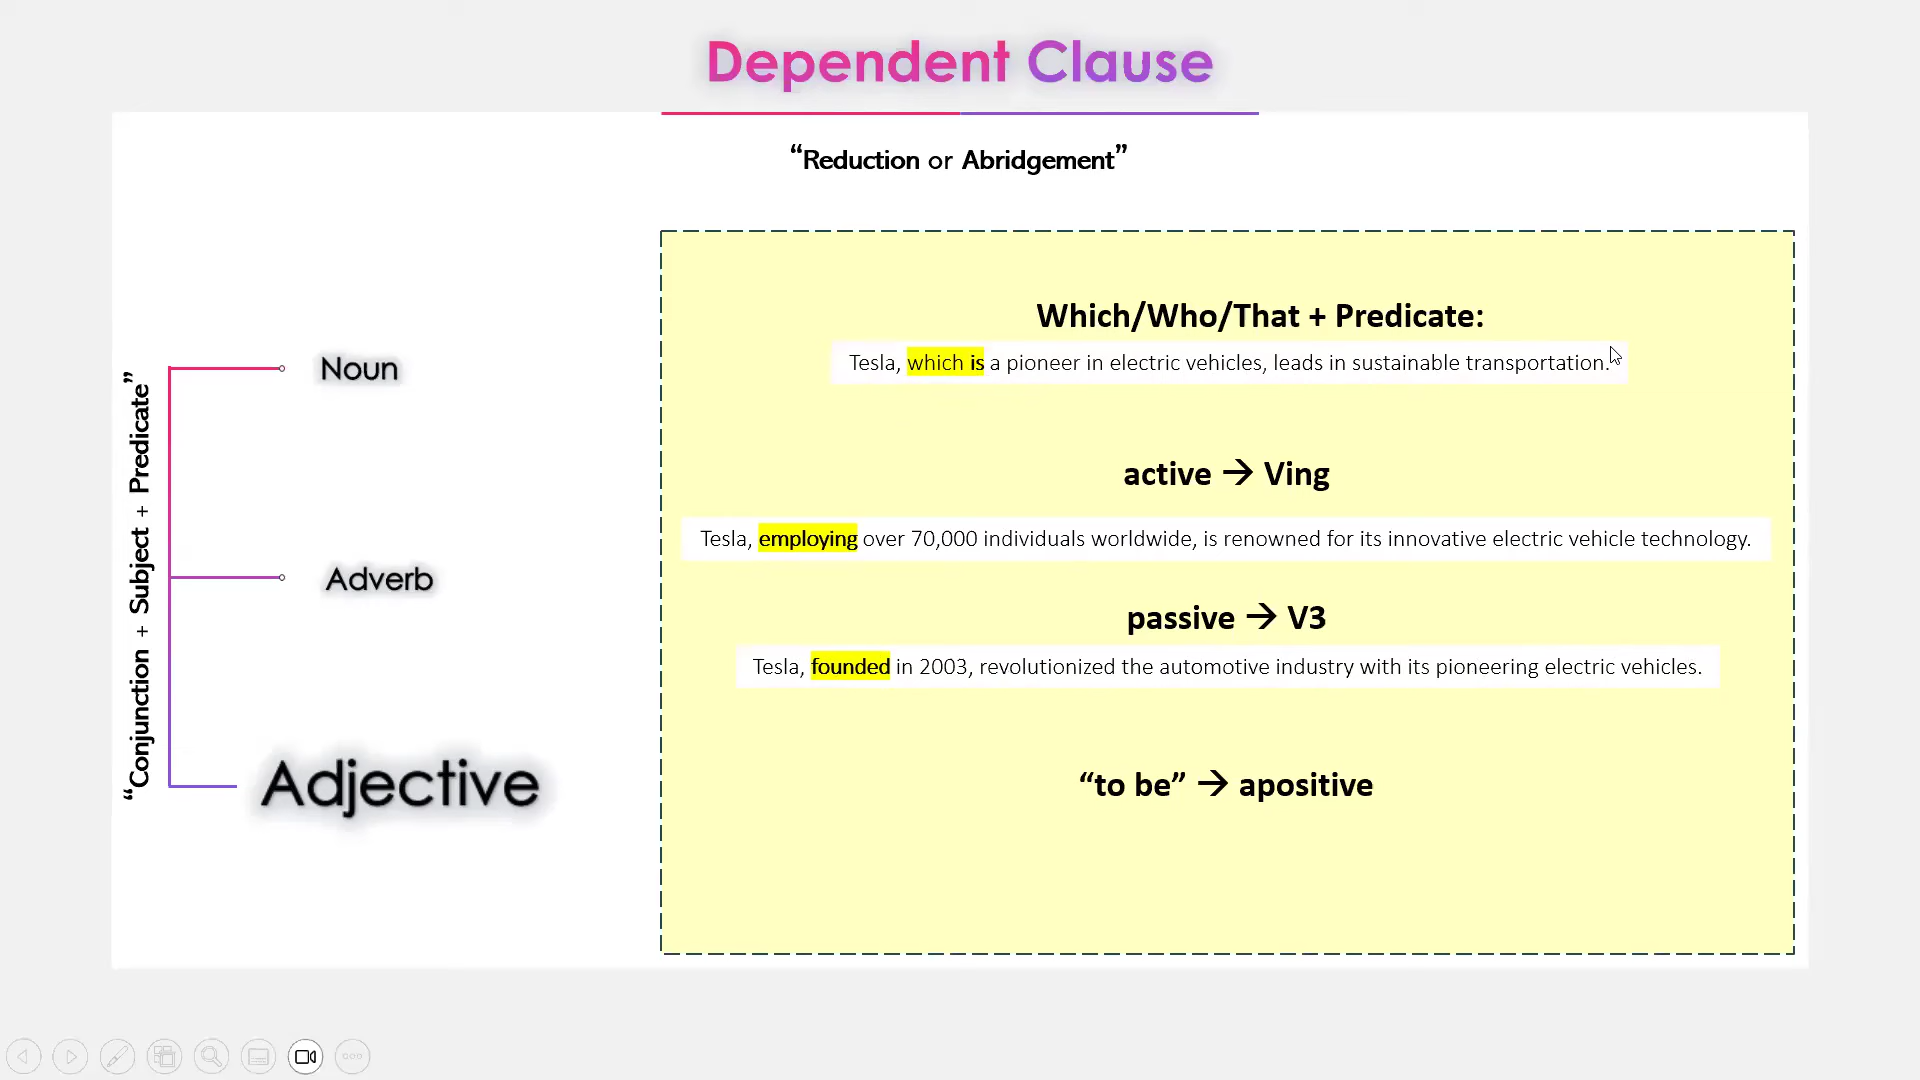 Dependent Clause
“Reduction or Abridgement”
“Conjunction + Subject + Predicate”
Noun
Adverb
Adjective
Which/Who/That + Predicate:
Tesla, which is a pioneer in electric vehicles, leads in sustainable transportation.
active → Ving
Tesla, employing over 70,000 individuals worldwide, is renowned for its innovative electric vehicle technology.
passive → V3
Tesla, founded in 2003, revolutionized the automotive industry with its pioneering electric vehicles.
“to be” → apositive